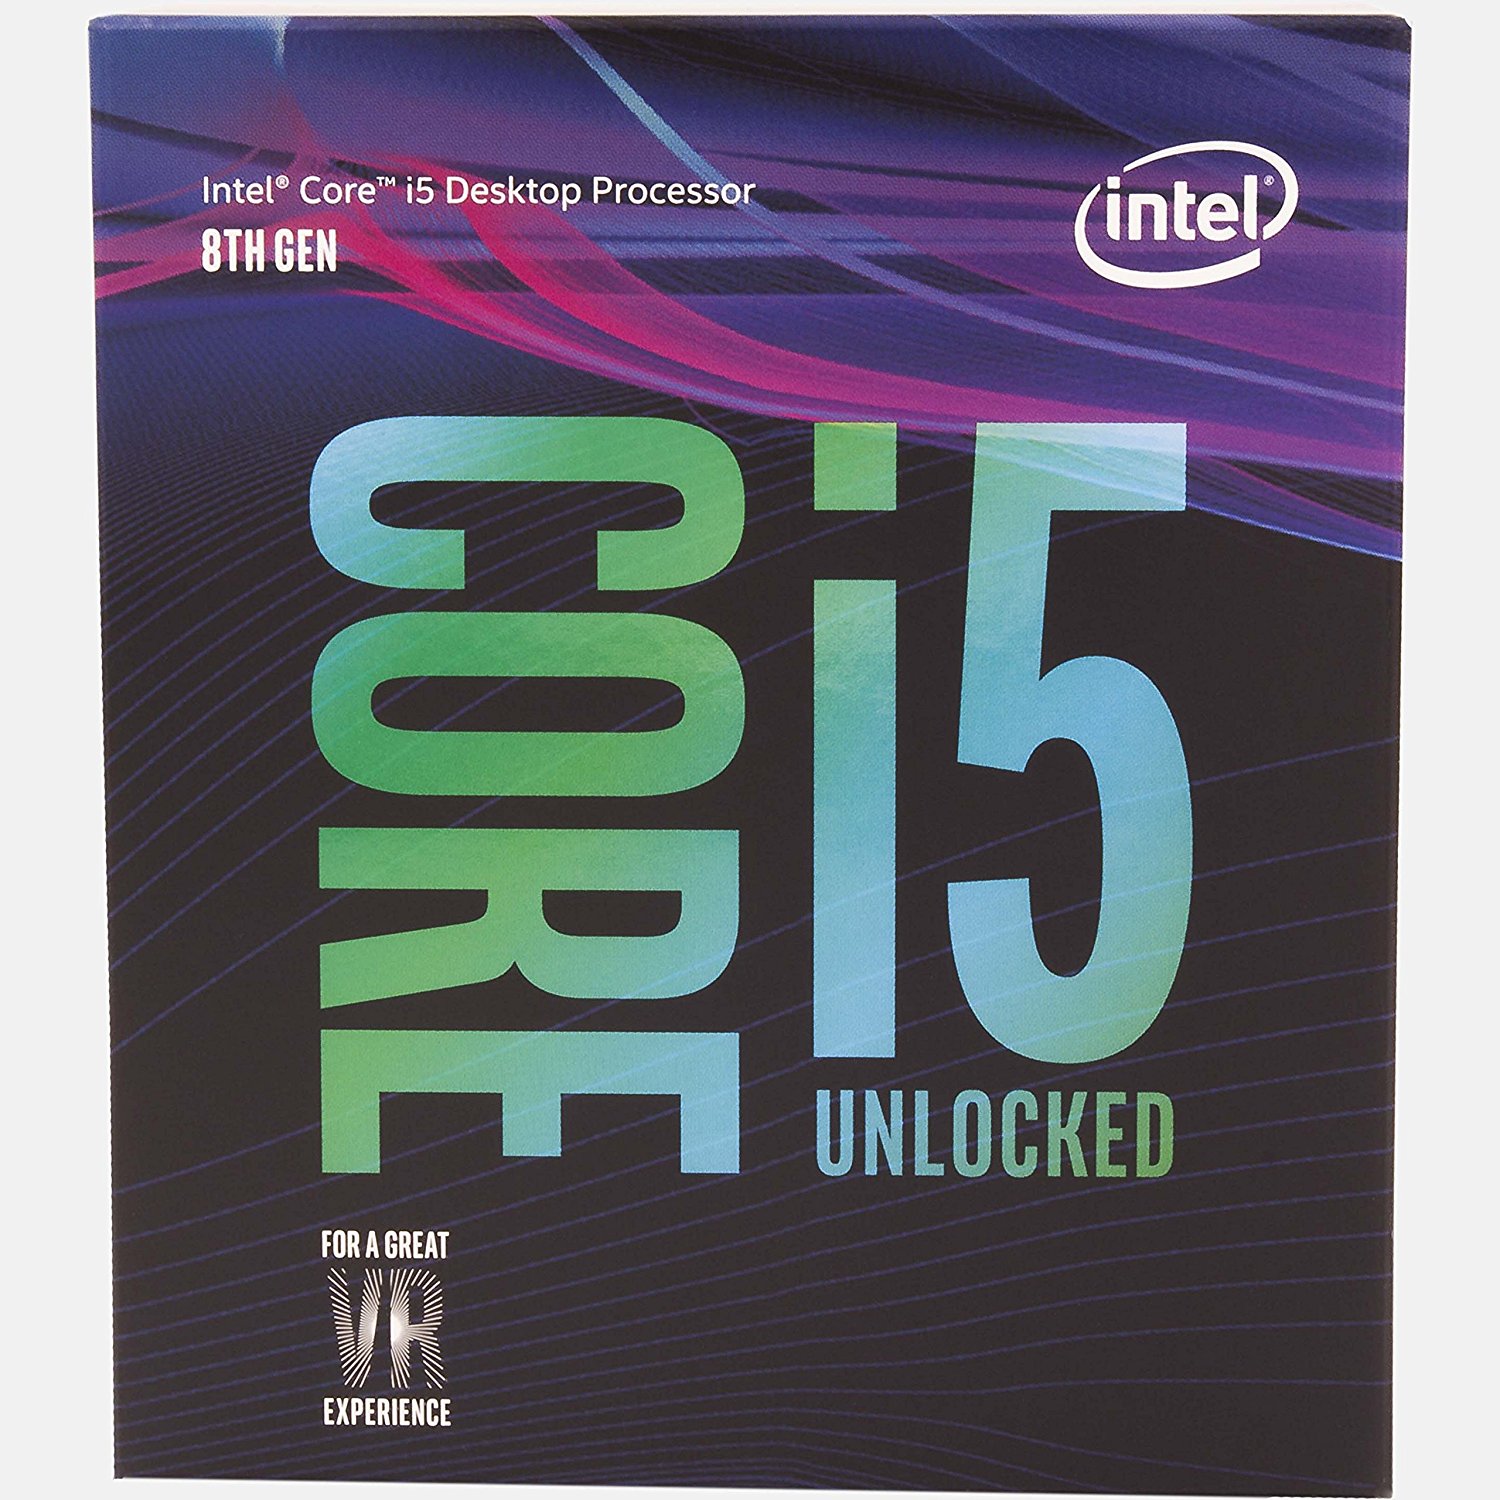 Intel® Core™ i5 Desktop Processor
8TH GEN
intel®
CORE
i5
UNLOCKED
FOR A GREAT
VR
EXPERIENCE